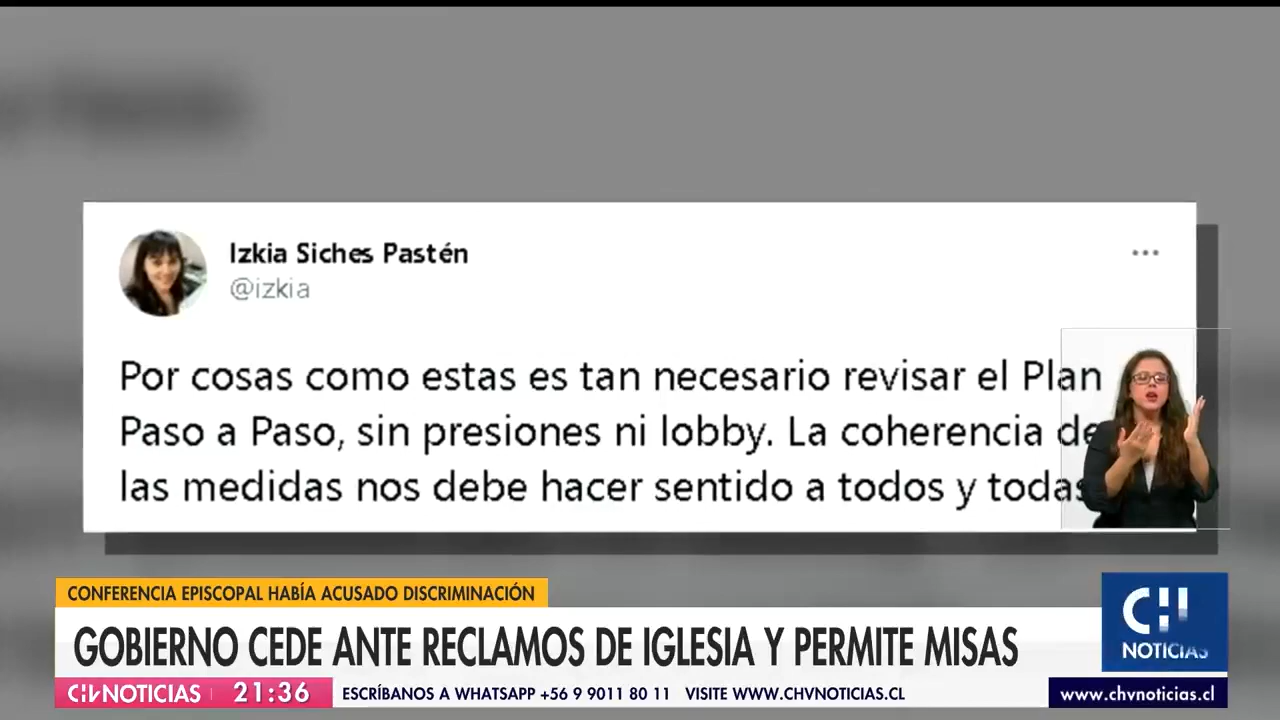 Izkia Siches Pastén
@izkia
Por cosas como estas es tan necesario revisar el Plan
Paso a Paso, sin presiones ni lobby. La coherencia de
las medidas nos debe hacer sentido a todos y todas
CONFERENCIA EPISCOPAL HABÍA ACUSADO DISCRIMINACIÓN
GOBIERNO CEDE ANTE RECLAMOS DE IGLESIA Y PERMITE MISAS
CH
NOTICIAS
CHVNOTICIAS 21:36 ESCRÍBANOS A WHATSAPP +56 9 9011 80 11 VISITE WWW.CHVNOTICIAS.CL
www.chvnoticias.cl